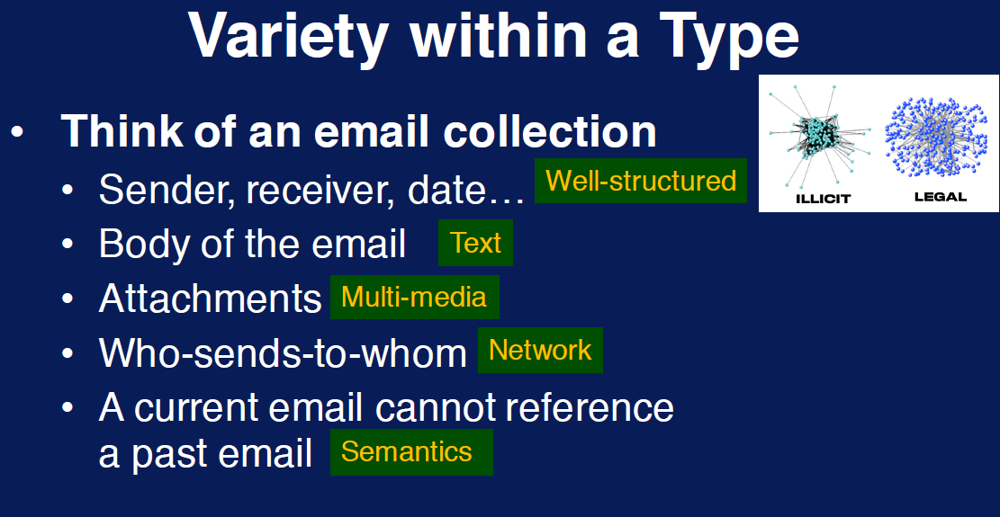 Variety within a Type
• Think of an email collection
• Sender, receiver, date… Well-structured
• Body of the email Text
• Attachments Multi-media
• Who-sends-to-whom Network
• A current email cannot reference
a past email Semantics
ILLICIT LEGAL